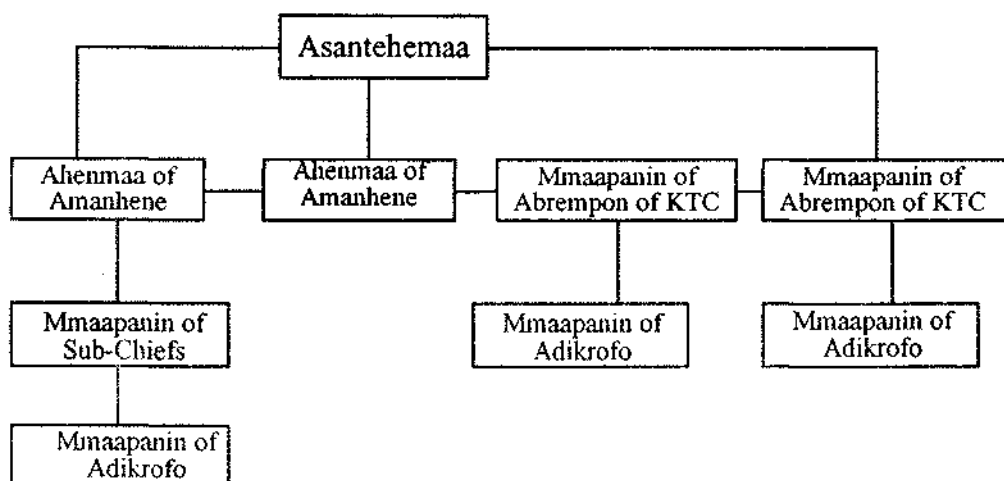 Asantehemaa
Ahenmaa of
Amanhene
Ahenmaa of
Amanhene
Mmaapanin of
Abrempon of KTC
Mmaapanin of
Abrempon of KTC
Mmaapanin of
Sub-Chiefs
Mmaapanin of
Adikrofo
Mmaapanin of
Adikrofo
Mmaapanin of
Adikrofo